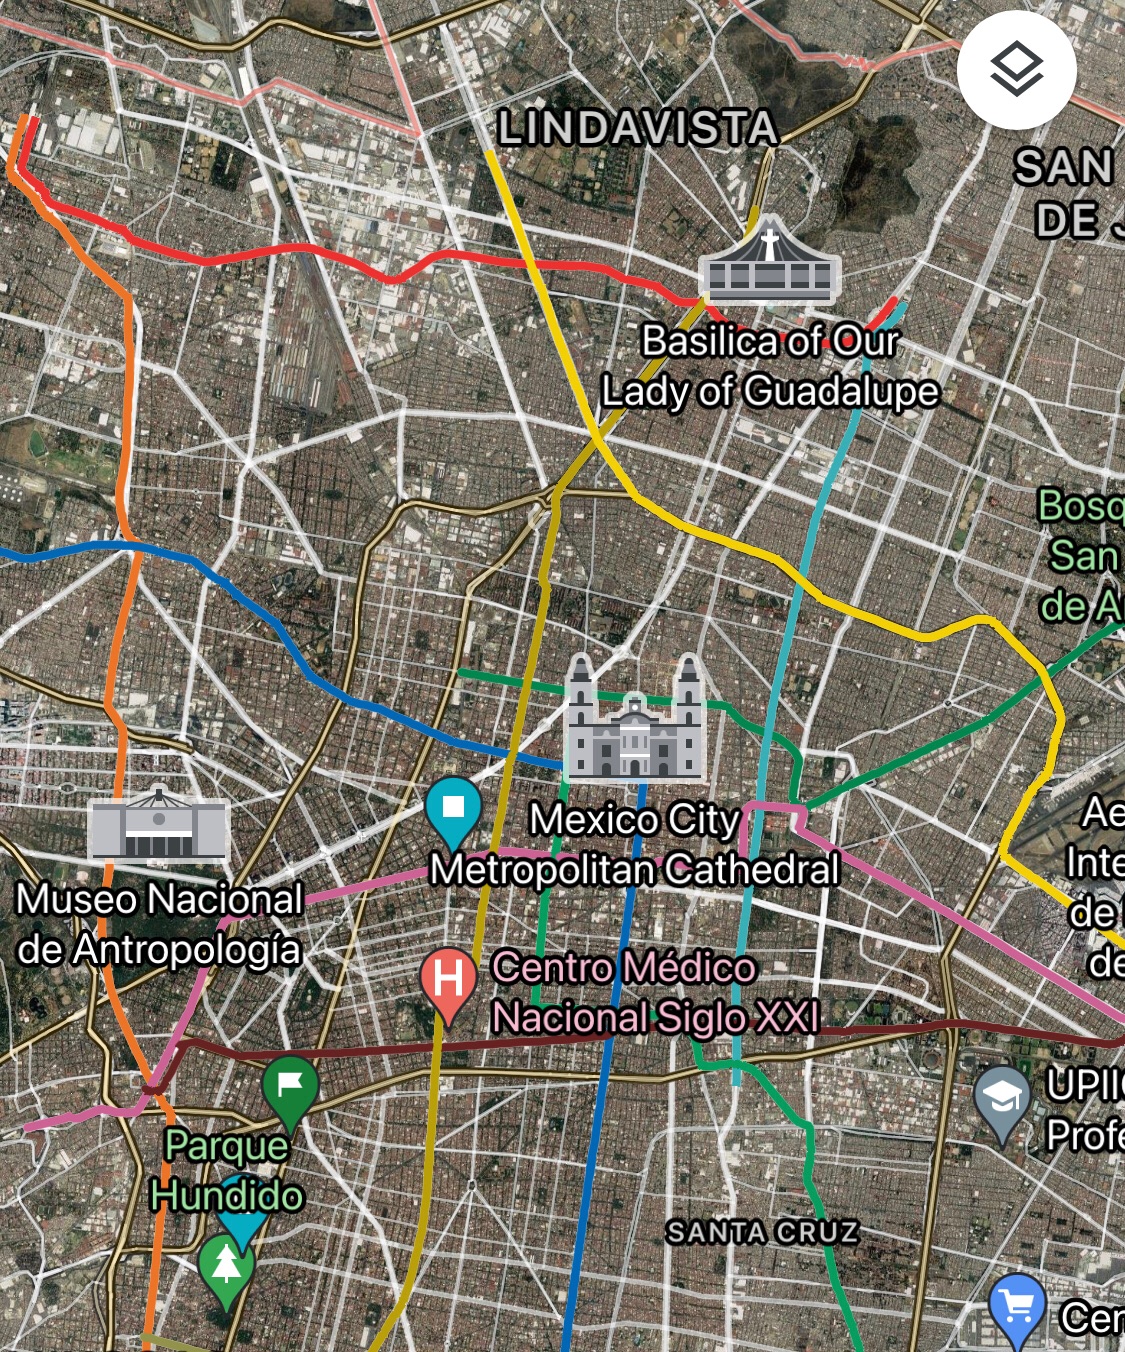 LINDAVISTA
SAN
DE J
Basilica of Our
Lady of Guadalupe
Bosq
San
de A
Mexico City
Metropolitan Cathedral
Ae
Inte
de
de
Museo Nacional
de Antropología
Centro Médico
Nacional Siglo XXI
H
UPII
Profe
Parque
Hundido
SANTA CRUZ
Cen